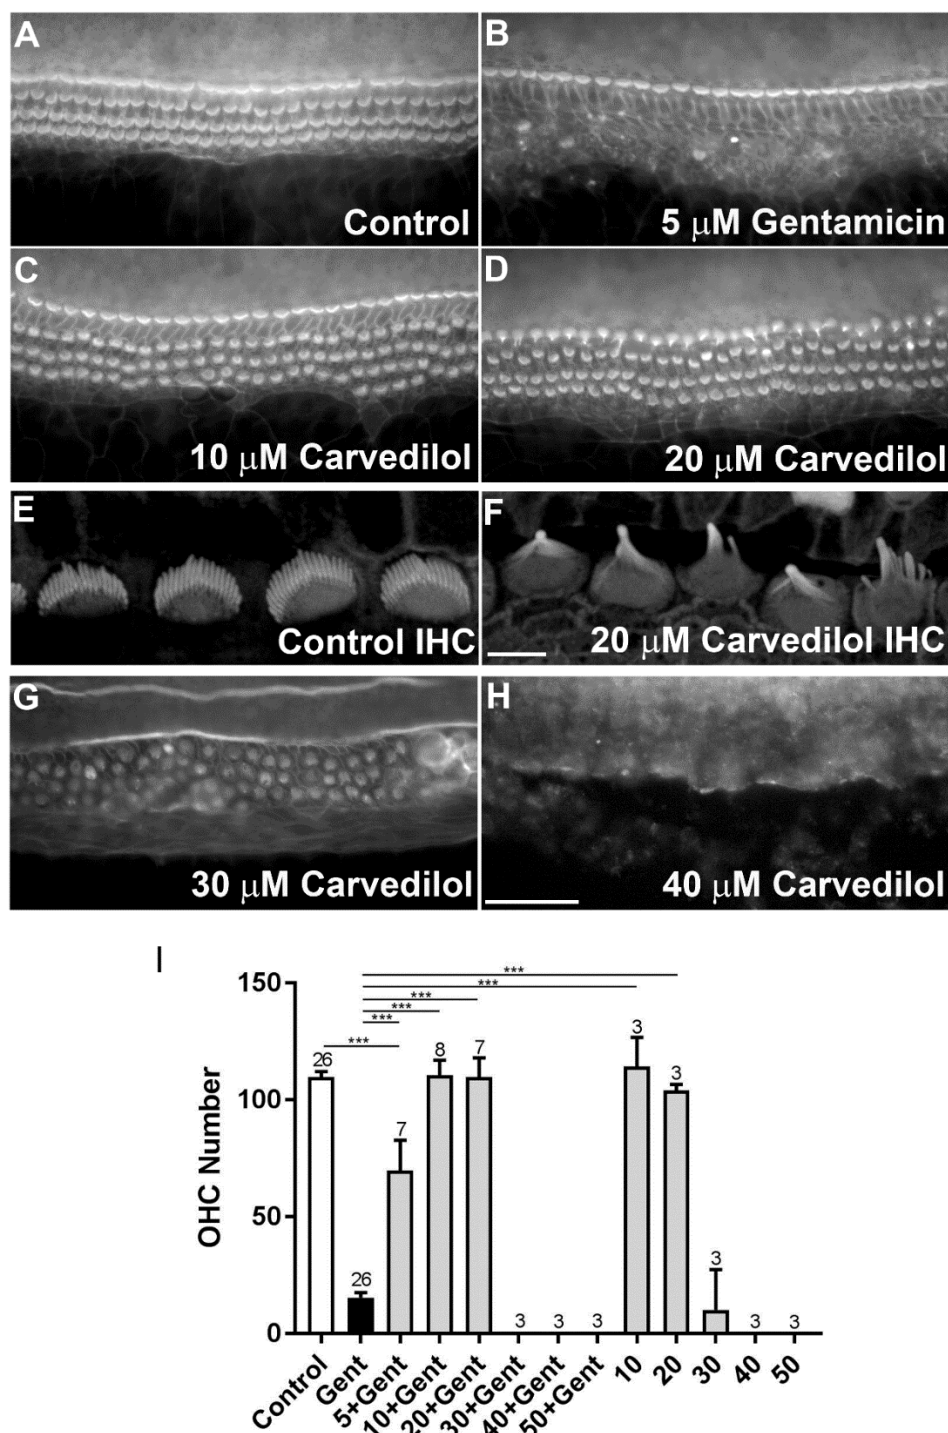 A
Control
B
5 μM Gentamicin
C
10 μM Carvedilol
D
20 μM Carvedilol
E
Control IHC
F
20 μM Carvedilol IHC
G
30 μM Carvedilol
H
40 μM Carvedilol
I
OHC Number
150
100
50
0
***
***
***
***
***
***
26
26
7
8
7
3
3
3
3
3
3
3
3
Control
Gent
5+Gent
10+Gent
20+Gent
30+Gent
40+Gent
50+Gent
10
20
30
40
50